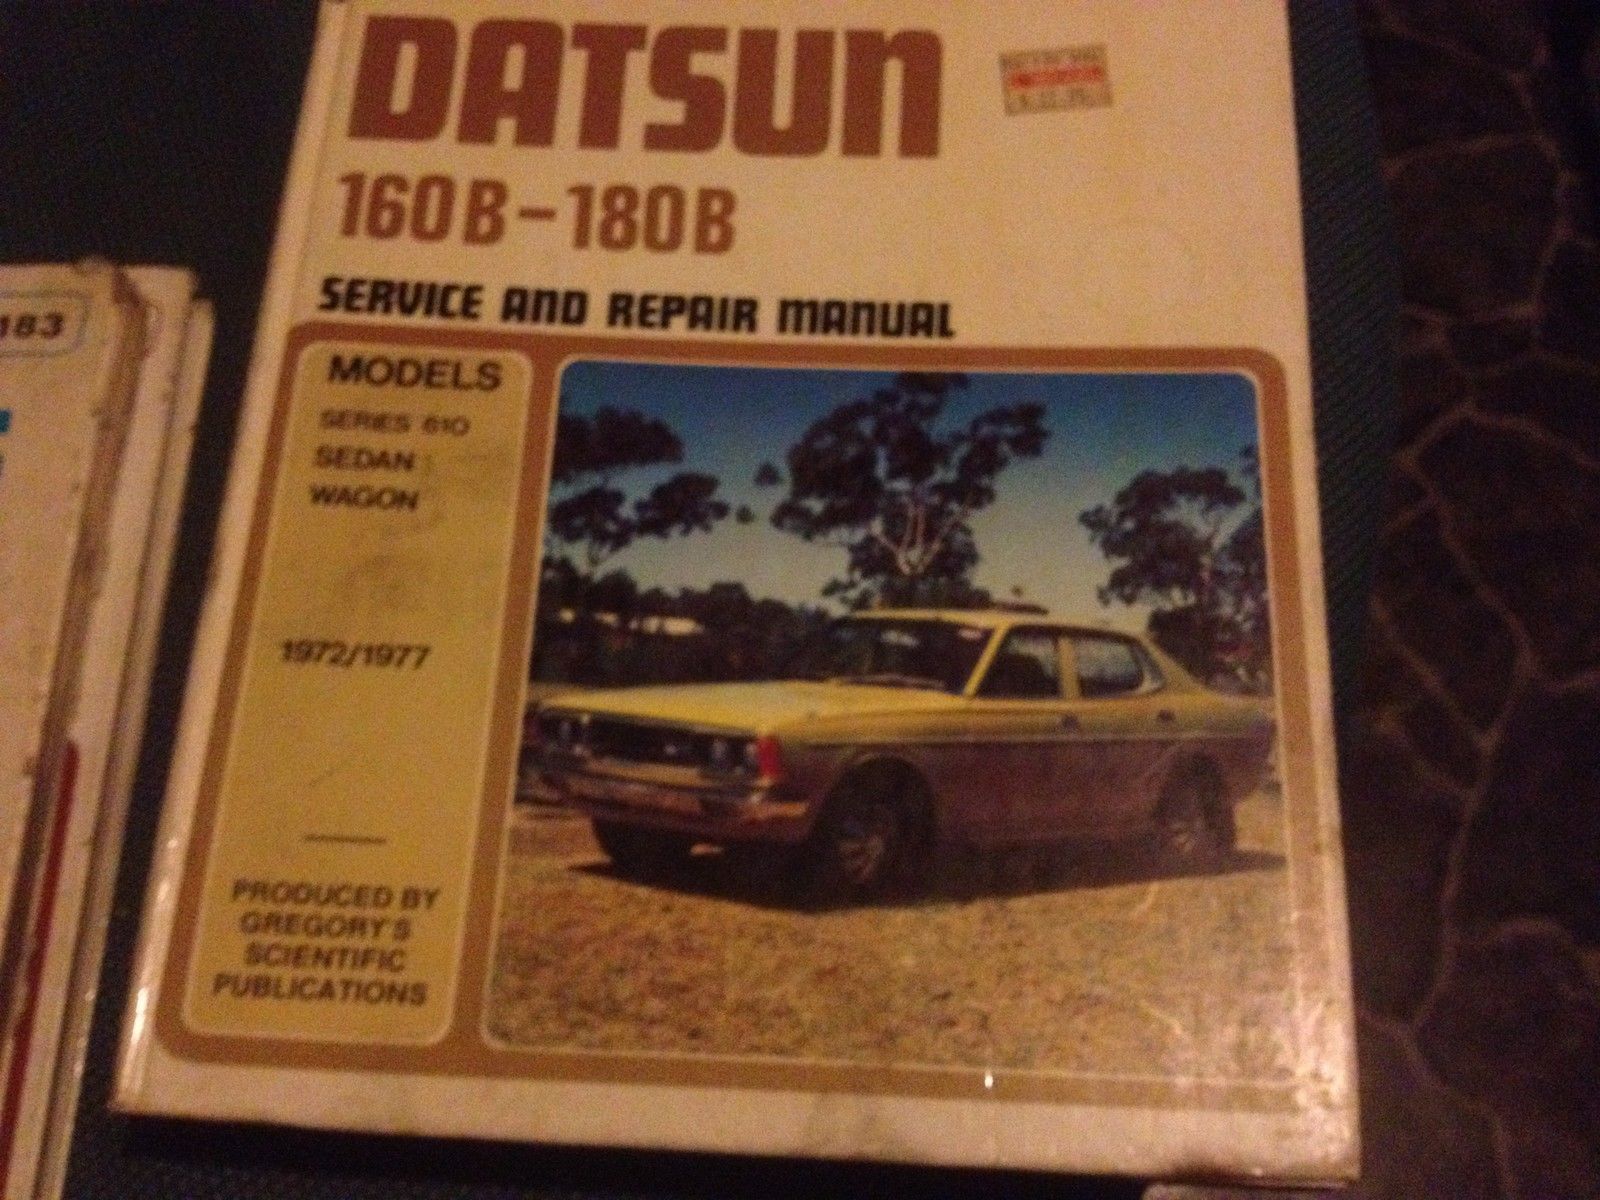 DATSUN
160B-180B
SERVICE AND REPAIR MANUAL
MODELS
SERIES 610
SEDAN
WAGON
1972/1977
PRODUCED BY
GREGORY'S
SCIENTIFIC
PUBLICATIONS
183